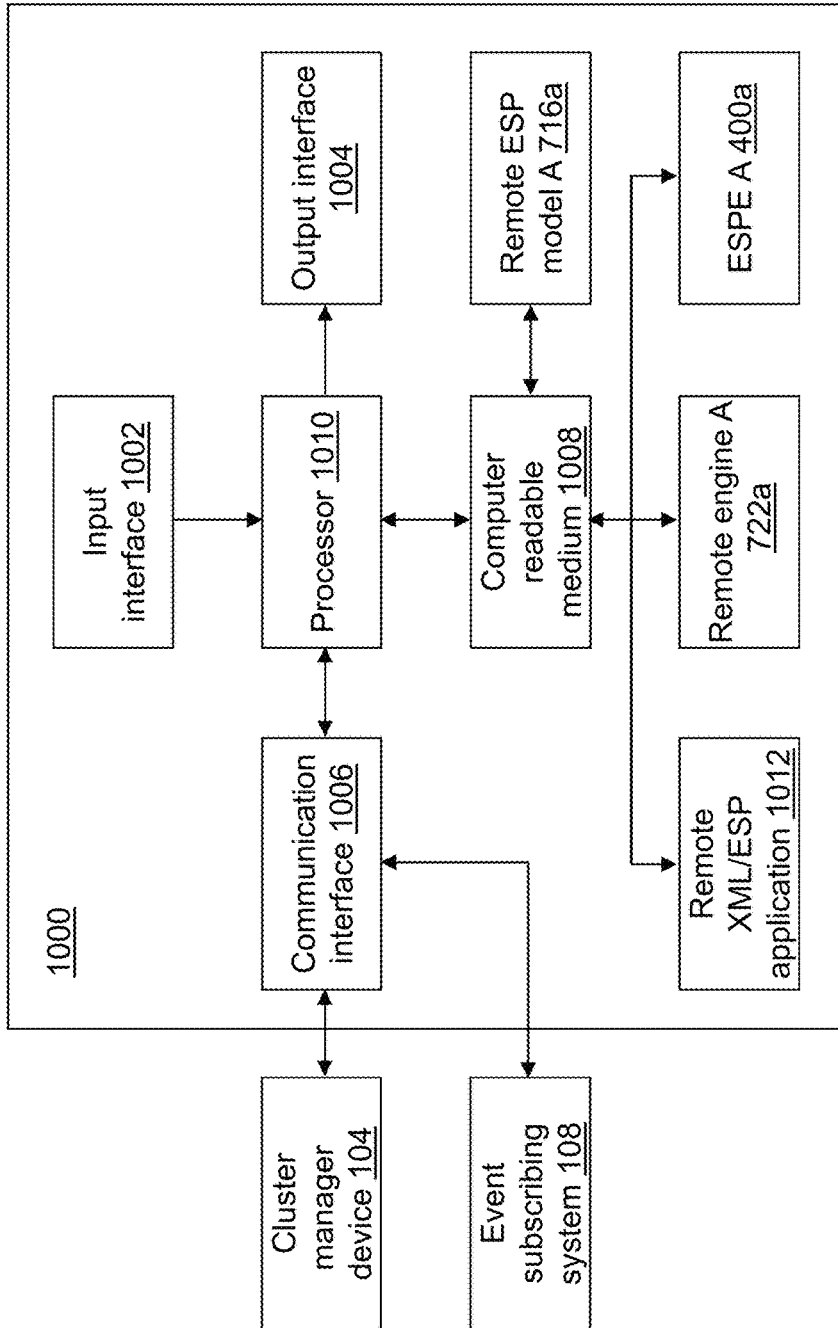 1000
Cluster
manager
device 104
Event
subscribing
system 108
Communication
interface 1006
Input
interface 1002
Processor 1010
Output interface
1004
Computer
readable
medium 1008
Remote ESP
model A 716a
Remote
XML/ESP
application 1012
Remote engine A
722a
ESPE A 400a